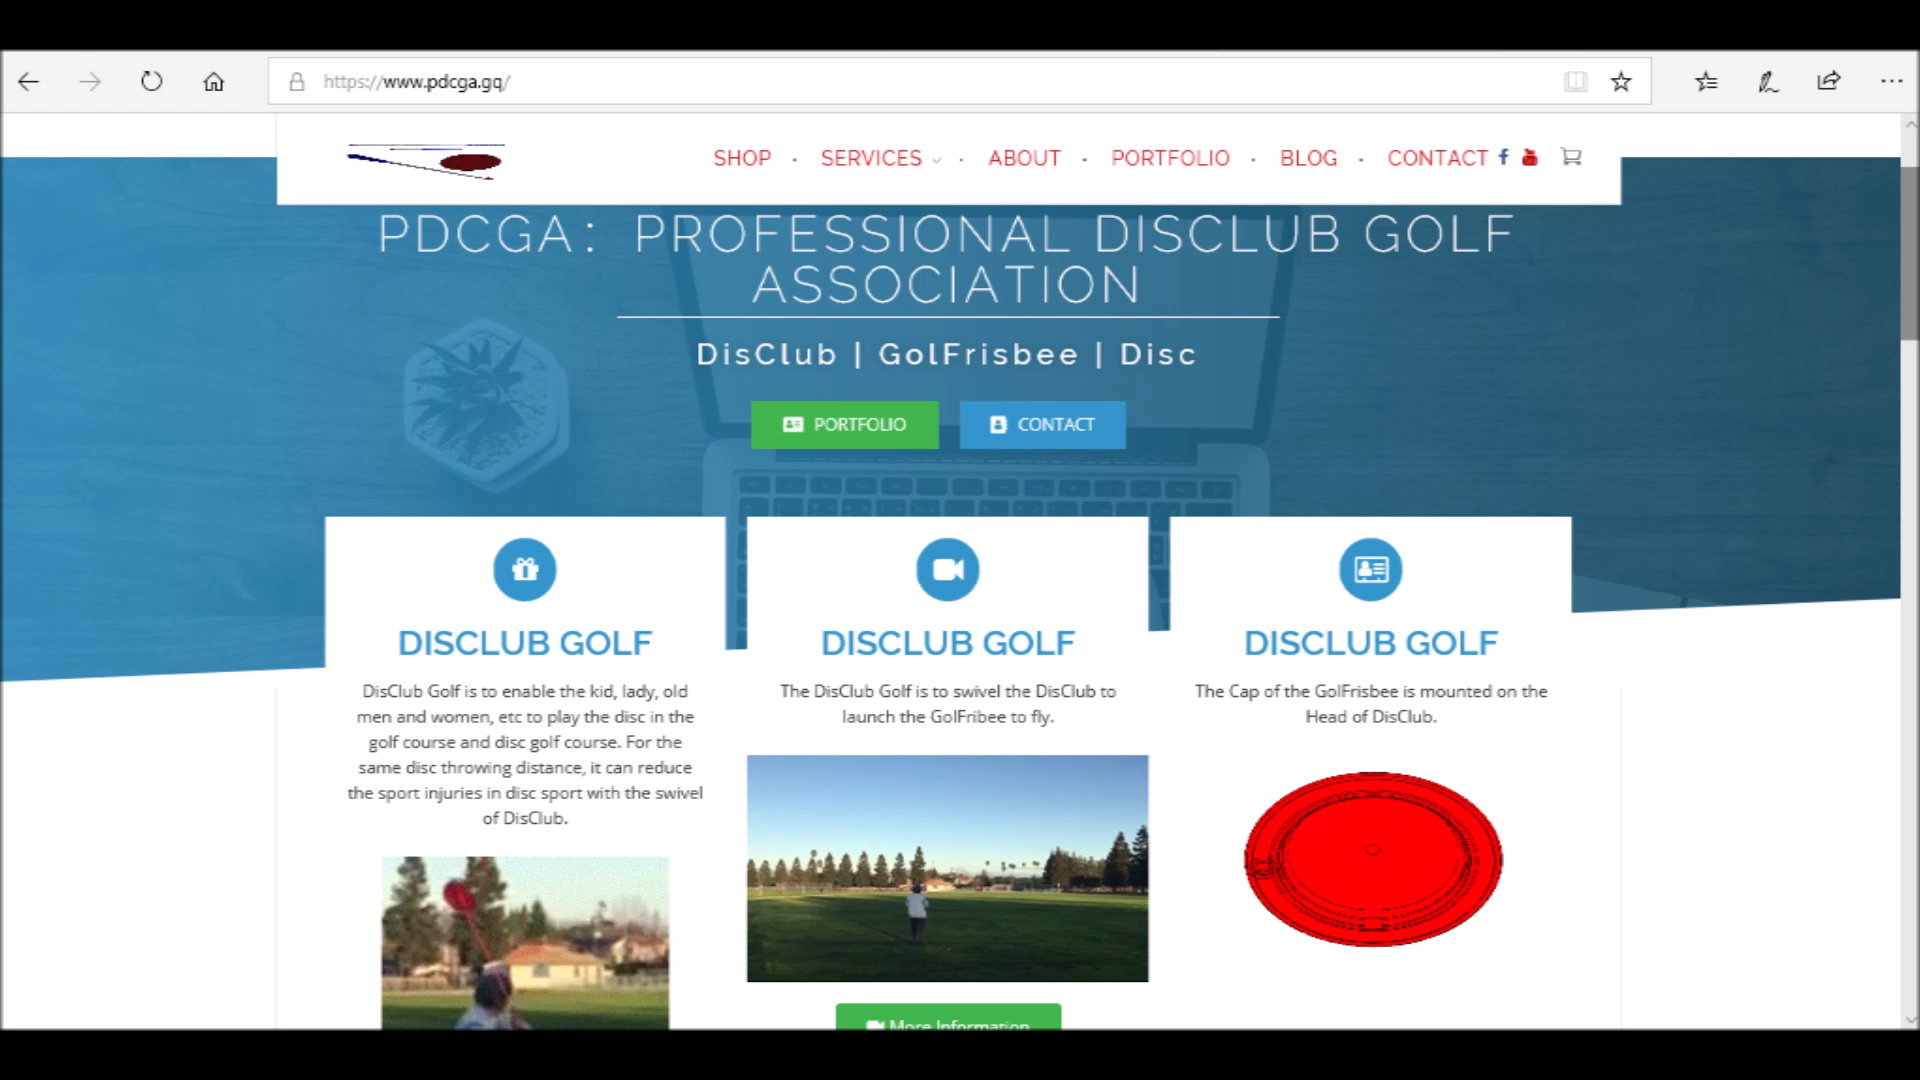 https://www.pdcga.gq/
SHOP · SERVICES · ABOUT · PORTFOLIO · BLOG · CONTACT
PDCGA: PROFESSIONAL DISCLUB GOLF
ASSOCIATION
DisClub | GolFrisbee | Disc
PORTFOLIO
CONTACT
DISCLUB GOLF
DisClub Golf is to enable the kid, lady, old
men and women, etc to play the disc in the
golf course and disc golf course. For the
same disc throwing distance, it can reduce
the sport injuries in disc sport with the swivel
of DisClub.
DISCLUB GOLF
The DisClub Golf is to swivel the DisClub to
launch the GolFribee to fly.
More Information
DISCLUB GOLF
The Cap of the GolFrisbee is mounted on the
Head of DisClub.